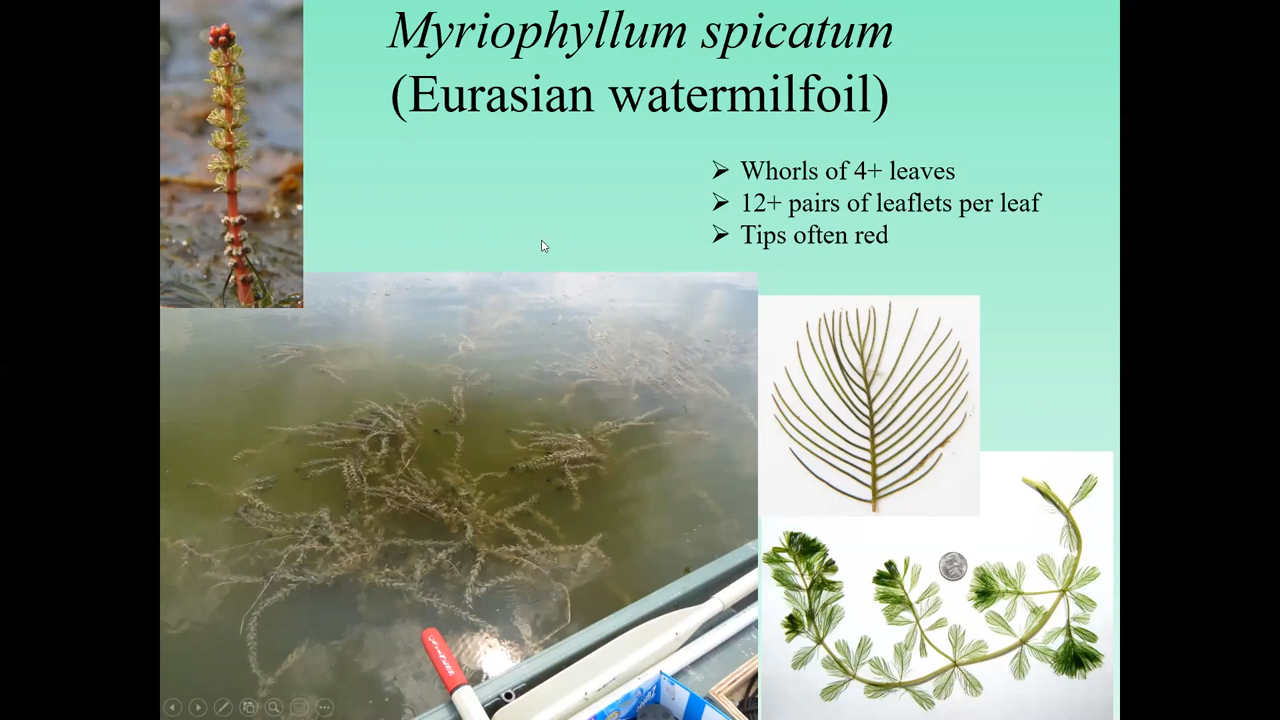 Myriophyllum spicatum
(Eurasian watermilfoil)
➢ Whorls of 4+ leaves
➢ 12+ pairs of leaflets per leaf
➢ Tips often red